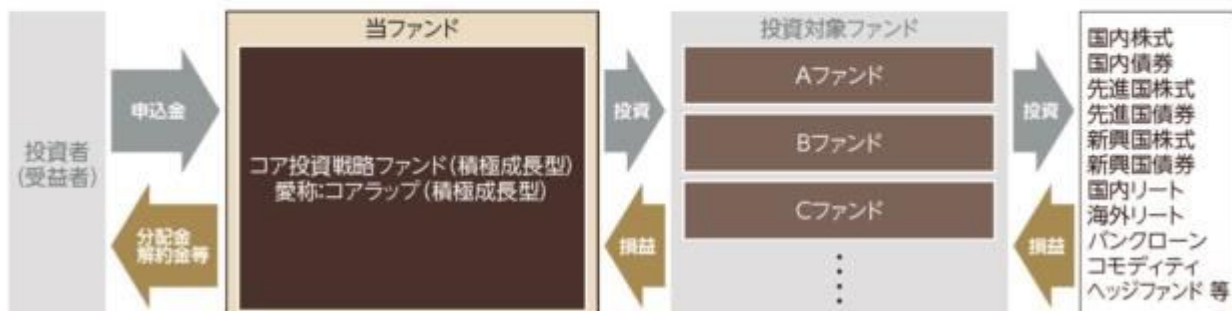 投資者
(受益者)
申込金
分配金
解約金等
当ファンド
コア投資戦略ファンド(積極成長型)
愛称:コアラップ(積極成長型)
投資
損益
投資対象ファンド
Aファンド
Bファンド
Cファンド
投資
損益
国内株式
国内債券
先進国株式
先進国債券
新興国株式
新興国債券
国内リート
海外リート
バンクローン
コモディティ
ヘッジファンド 等